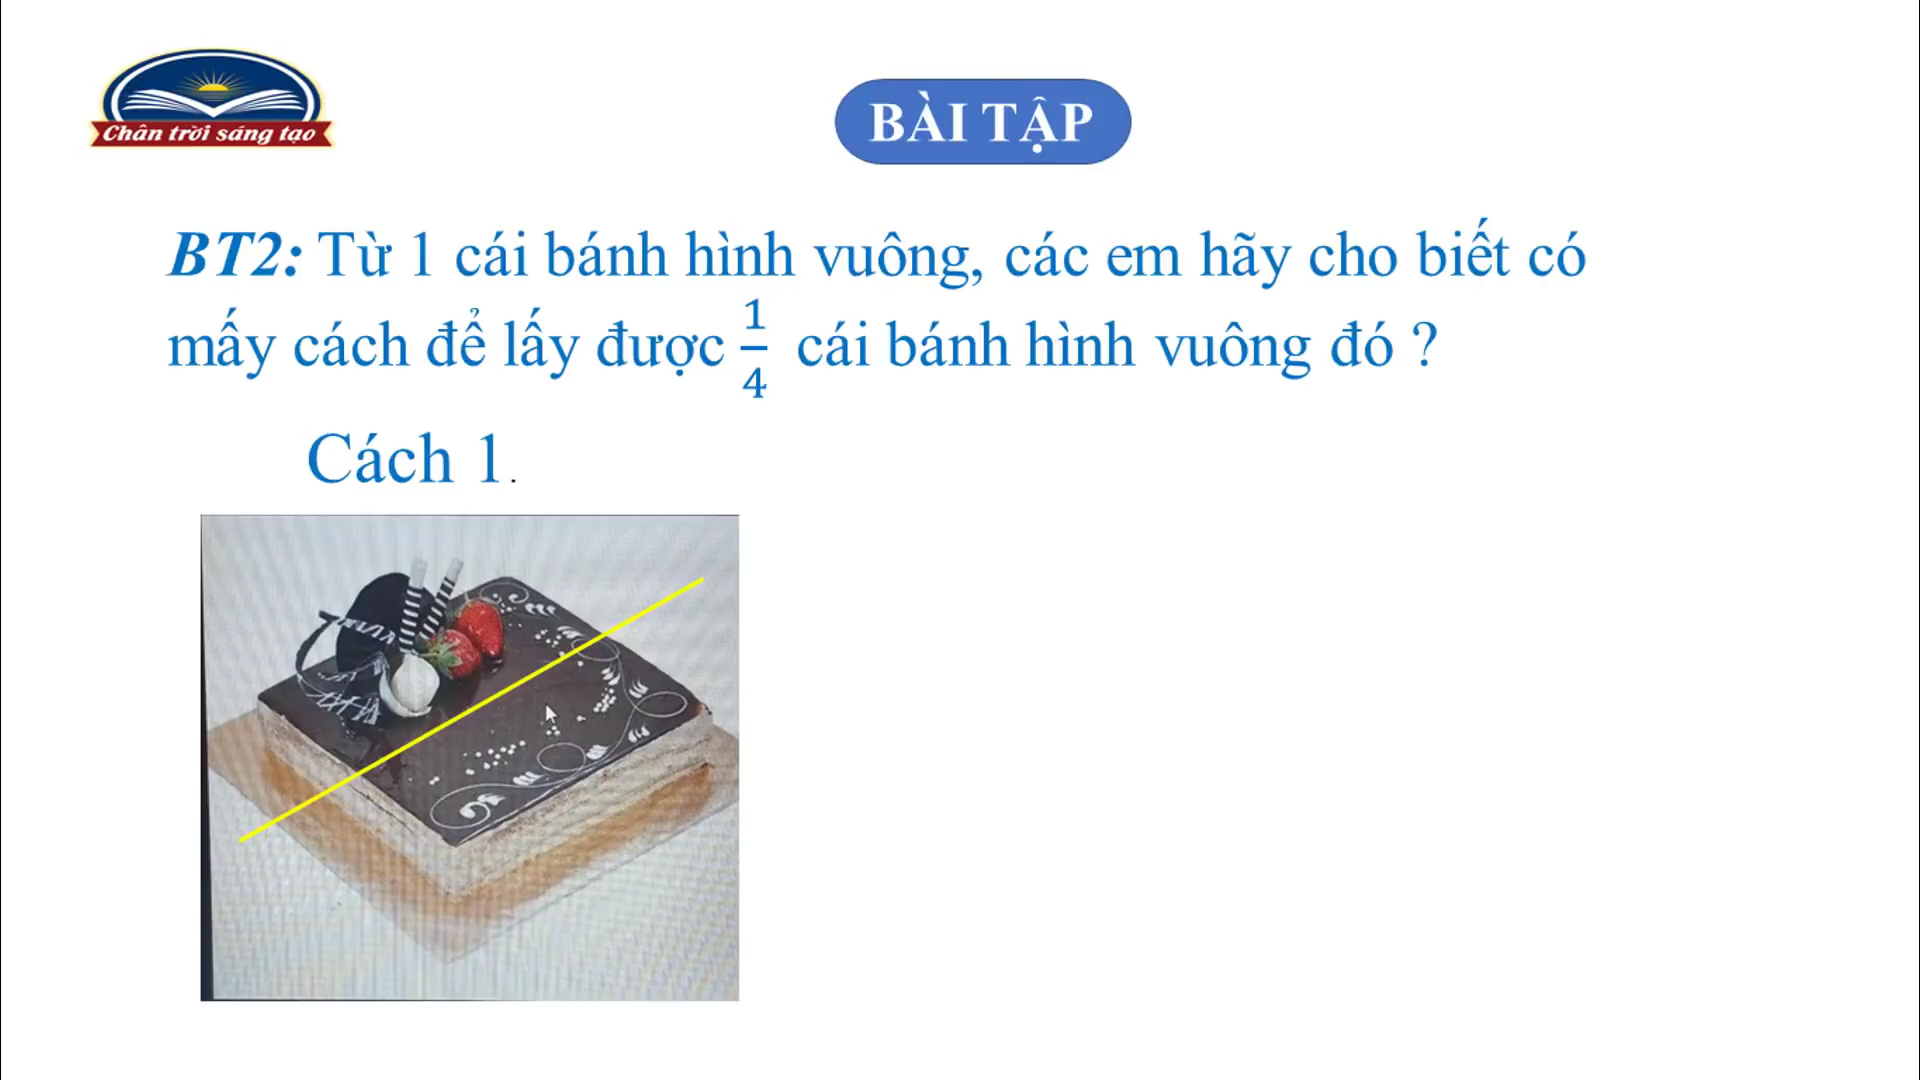 Chân trời sáng tạo
BÀI TẬP
BT2: Từ 1 cái bánh hình vuông, các em hãy cho biết có
mấy cách để lấy được 1/4 cái bánh hình vuông đó ?
Cách 1.